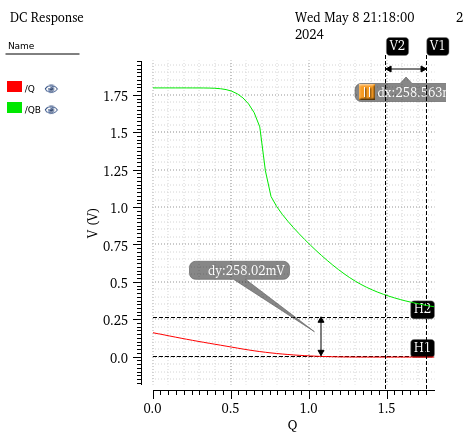 DC Response
Wed May 8 21:18:00 2
2024
Name
/Q
/QB
V2
V1
dx:258.563m
1.75
1.5
1.25
1.0
0.75
0.5
0.25
0.0
V (V)
dy:258.02mV
H2
H1
0.0 0.5 1.0 1.5
Q